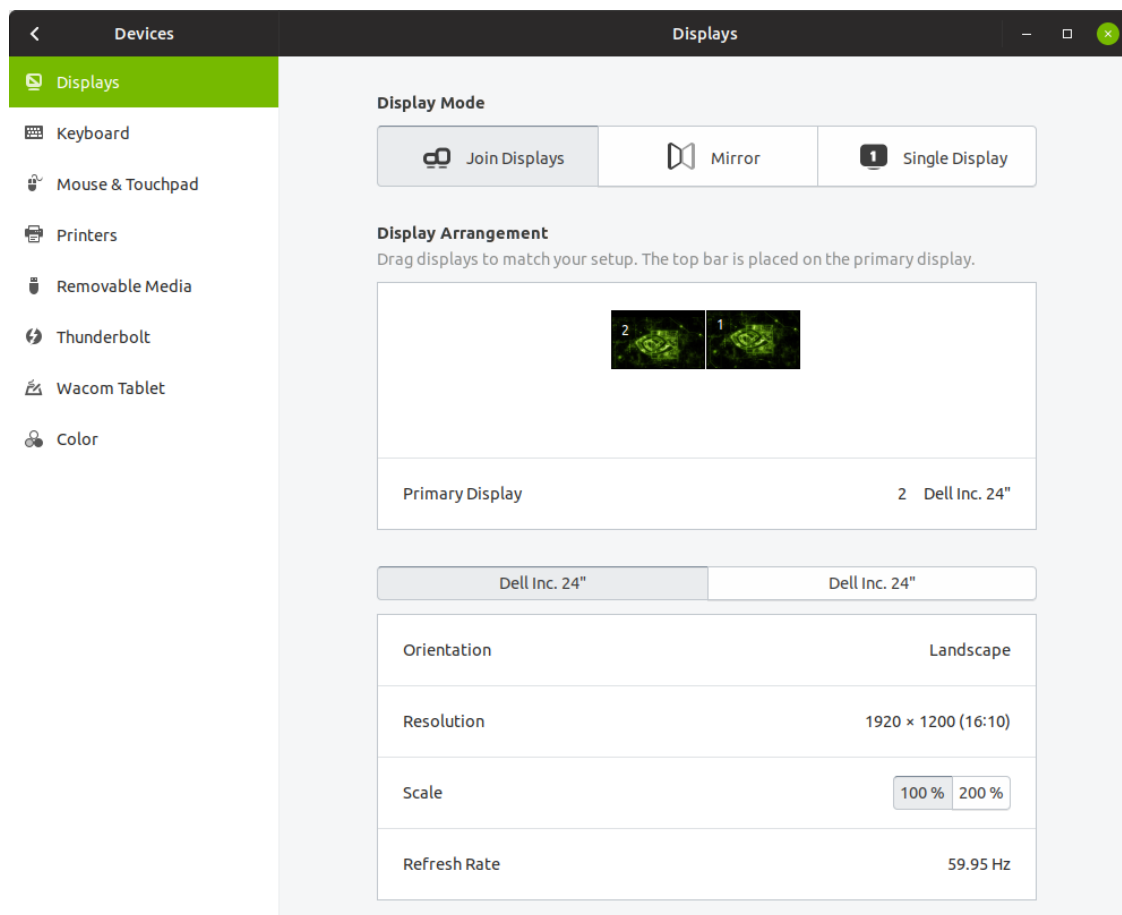 Devices
Displays
Displays
Keyboard
Mouse & Touchpad
Printers
Removable Media
Thunderbolt
Wacom Tablet
Color
Display Mode
Join Displays
Mirror
1 Single Display
Display Arrangement
Drag displays to match your setup. The top bar is placed on the primary display.
2
1
Primary Display
2 Dell Inc. 24"
Dell Inc. 24"
Dell Inc. 24"
Orientation
Landscape
Resolution
1920 × 1200 (16∶10)
Scale
100 %
200 %
Refresh Rate
59.95 Hz